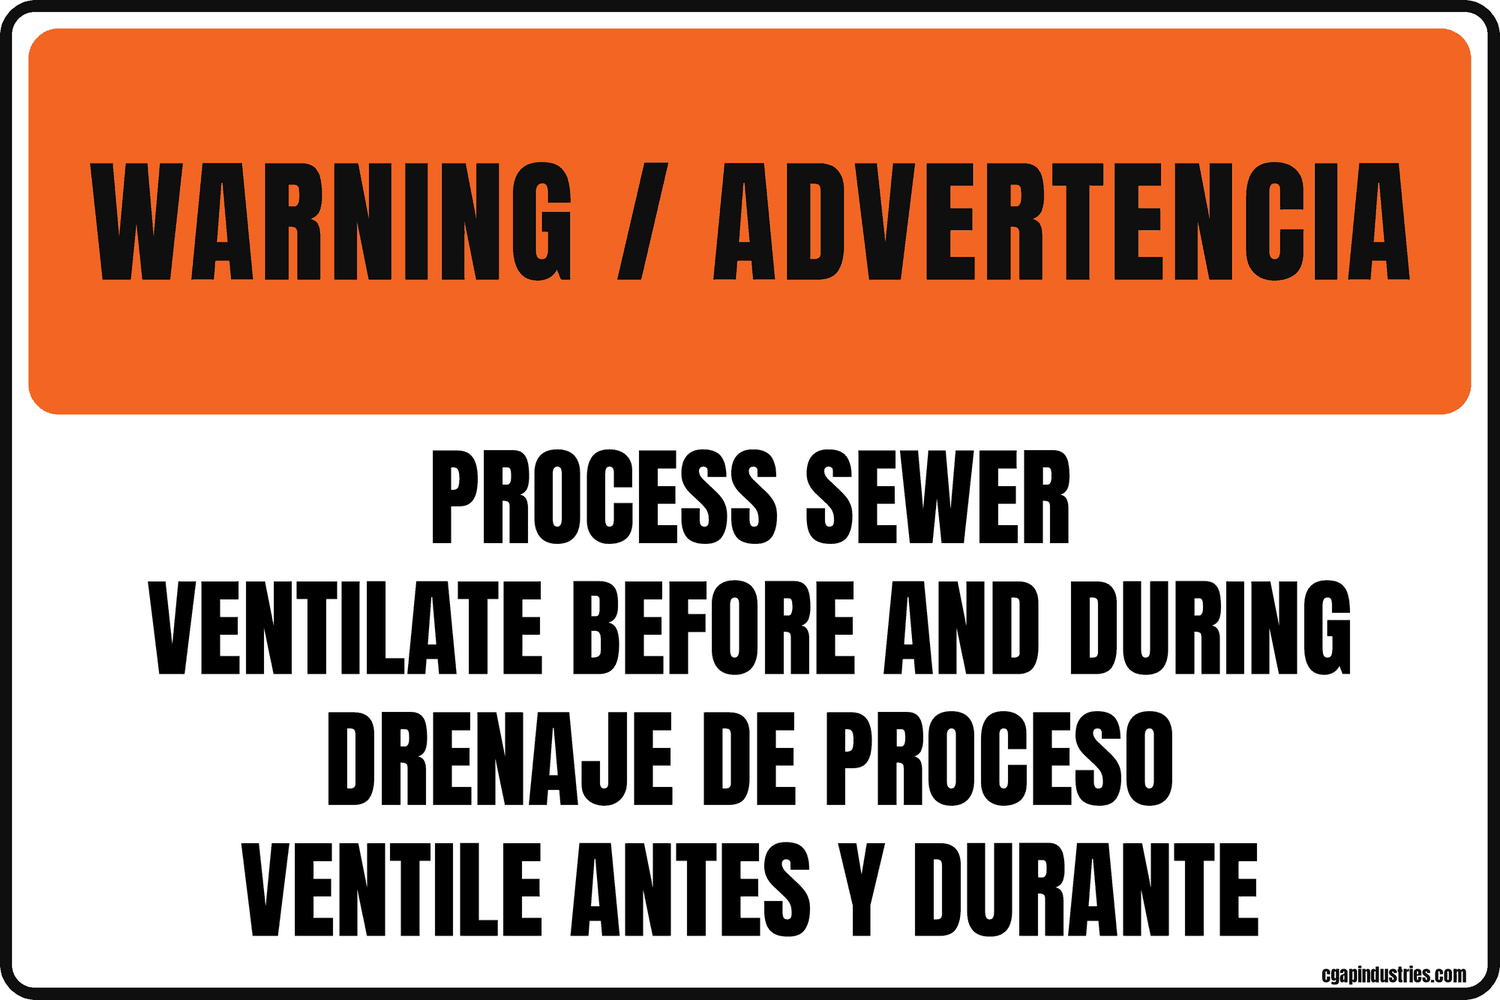 WARNING / ADVERTENCIA
PROCESS SEWER
VENTILATE BEFORE AND DURING
DRENAJE DE PROCESO
VENTILE ANTES Y DURANTE
cgapindustries.com